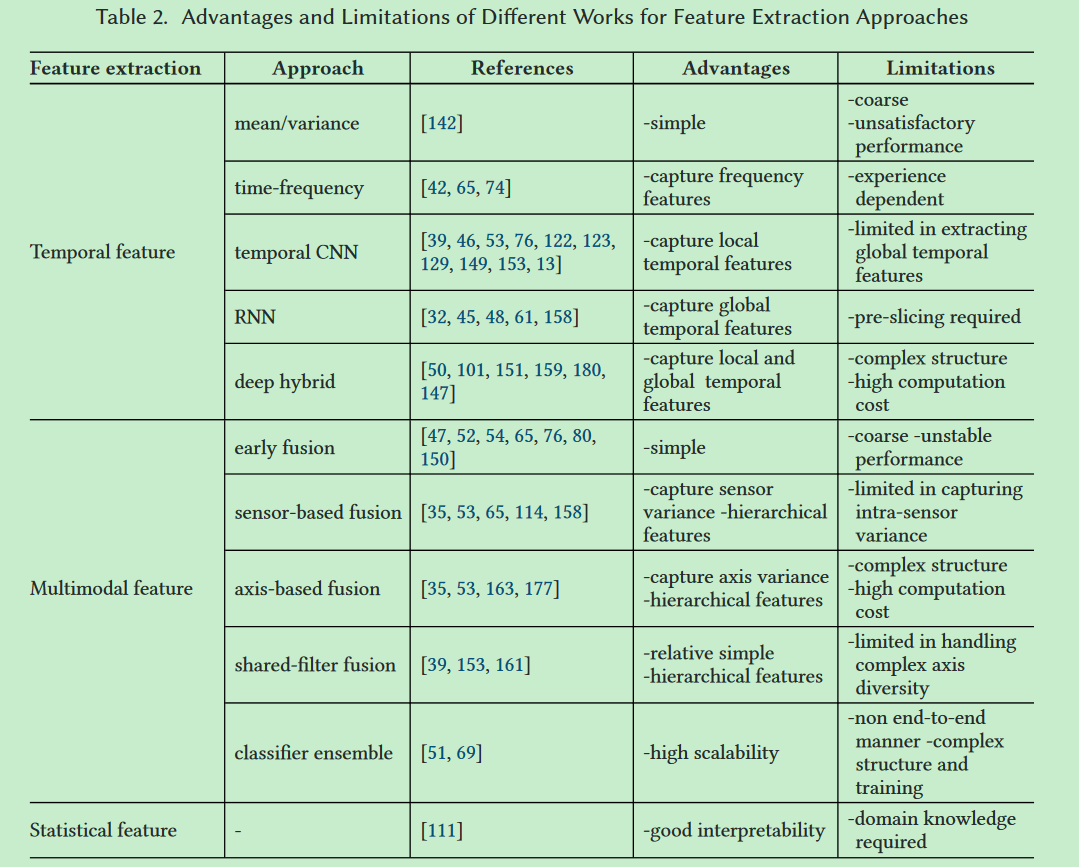 Table 2. Advantages and Limitations of Different Works for Feature Extraction Approaches
Feature extraction Approach References Advantages Limitations
Temporal feature
mean/variance
[142]
-simple
-coarse
-unsatisfactory
performance
time-frequency
[42, 65, 74]
-capture frequency
features
-experience
dependent
temporal CNN
[39, 46, 53, 76, 122, 123,
129, 149, 153, 13]
-capture local
temporal features
-limited in extracting
global temporal
features
RNN
[32, 45, 48, 61, 158]
-capture global
temporal features
-pre-slicing required
deep hybrid
[50, 101, 151, 159, 180,
147]
-capture local and
global temporal
features
-complex structure
-high computation
cost
Multimodal feature
early fusion
[47, 52, 54, 65, 76, 80,
150]
-simple
-coarse -unstable
performance
sensor-based fusion
[35, 53, 65, 114, 158]
-capture sensor
variance -hierarchical
features
-limited in capturing
intra-sensor
variance
axis-based fusion
[35, 53, 163, 177]
-capture axis variance
-hierarchical features
-complex structure
-high computation
cost
shared-filter fusion
[39, 153, 161]
-relative simple
-hierarchical features
-limited in handling
complex axis
diversity
classifier ensemble
[51, 69]
-high scalability
-non end-to-end
manner -complex
structure and
training
Statistical feature
-
[111]
-good interpretability
-domain knowledge
required